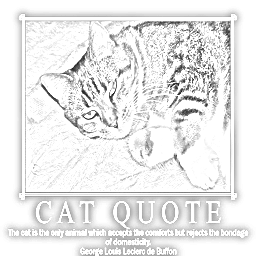 CAT QUOTE
The cat is the only animal which accepts the comforts but rejects the bondage
of domesticity.
Georges Louis Leclerc de Buffon